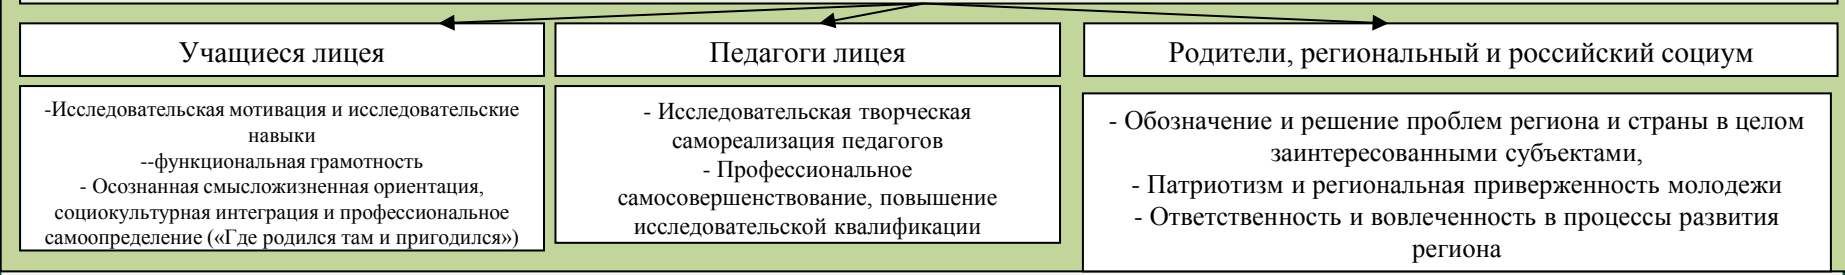 Учащиеся лицея
-Исследовательская мотивация и исследовательские
навыки
--функциональная грамотность
- Осознанная смысложизненная ориентация,
социокультурная интеграция и профессиональное
самоопределение («Где родился там и пригодился»)
Педагоги лицея
- Исследовательская творческая
самореализация педагогов
- Профессиональное
самосовершенствование, повышение
исследовательской квалификации
Родители, региональный и российский социум
- Обозначение и решение проблем региона и страны в целом
заинтересованными субъектами,
- Патриотизм и региональная приверженность молодежи
- Ответственность и вовлеченность в процессы развития
региона